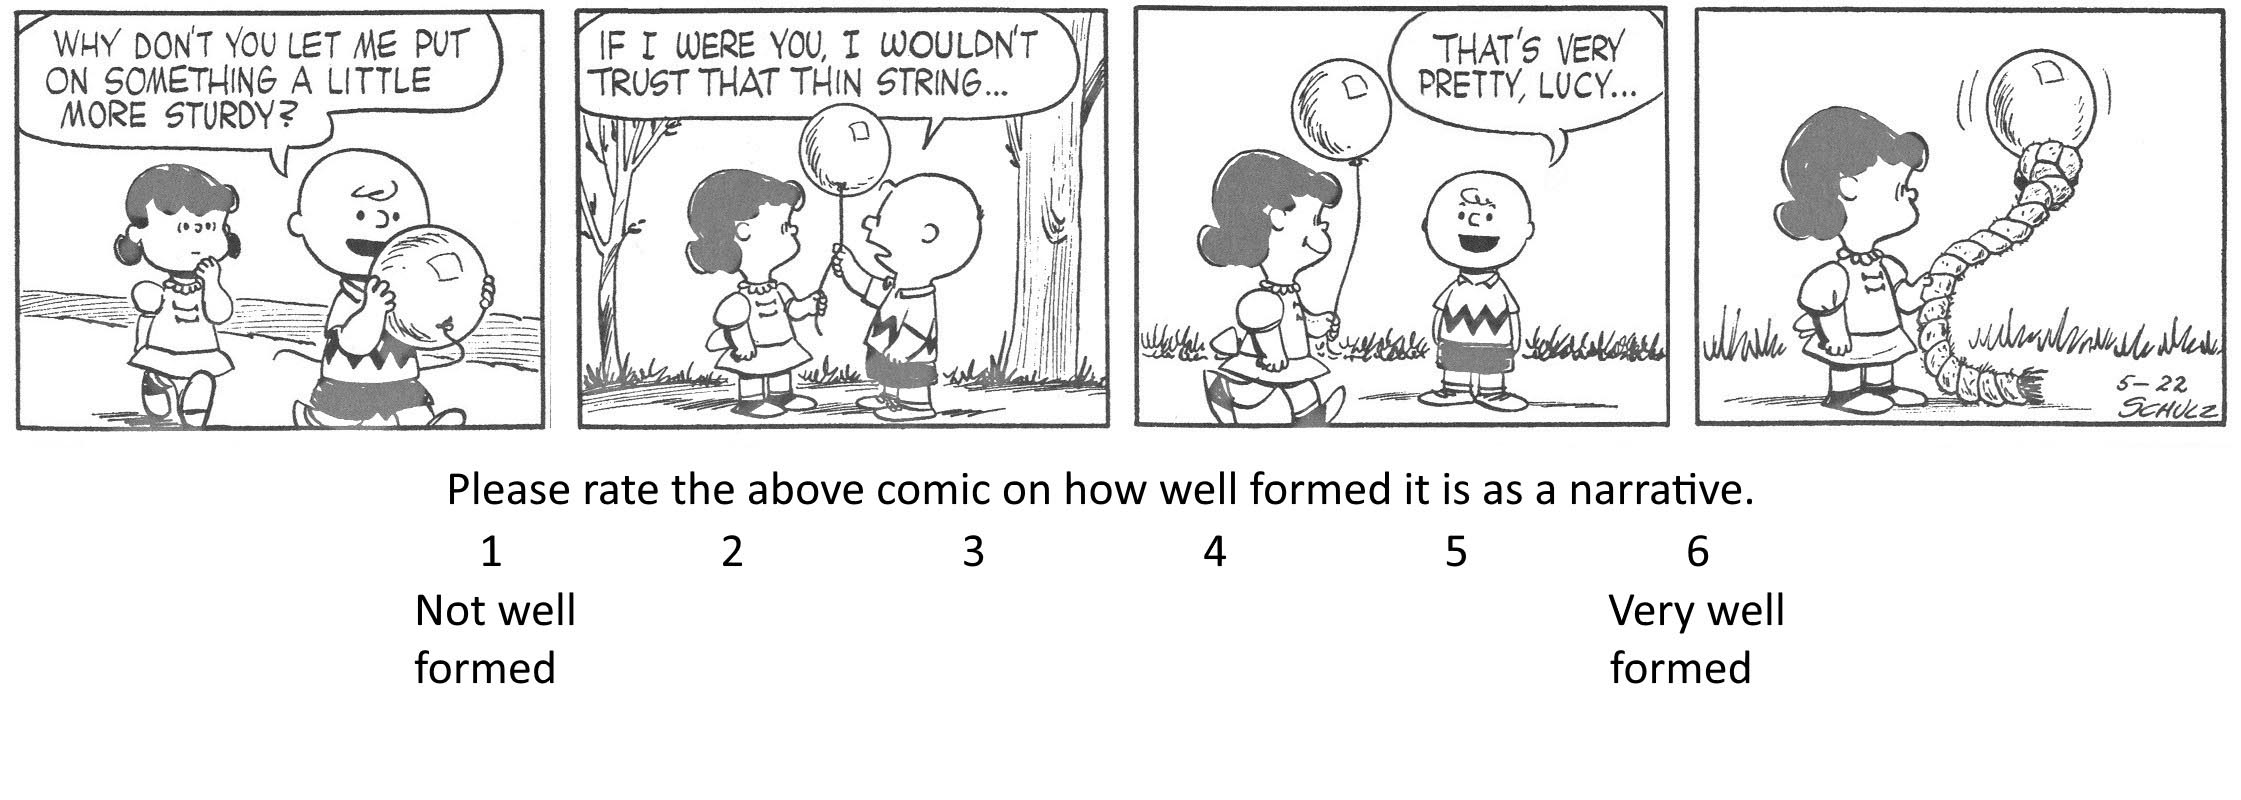 WHY DON'T YOU LET ME PUT
ON SOMETHING A LITTLE
MORE STURDY?
IF I WERE YOU, I WOULDN'T
TRUST THAT THIN STRING...
THAT'S VERY
PRETTY, LUCY...
5-22
SCHULZ
Please rate the above comic on how well formed it is as a narrative.
1 2 3 4 5 6
Not well
formed
Very well
formed